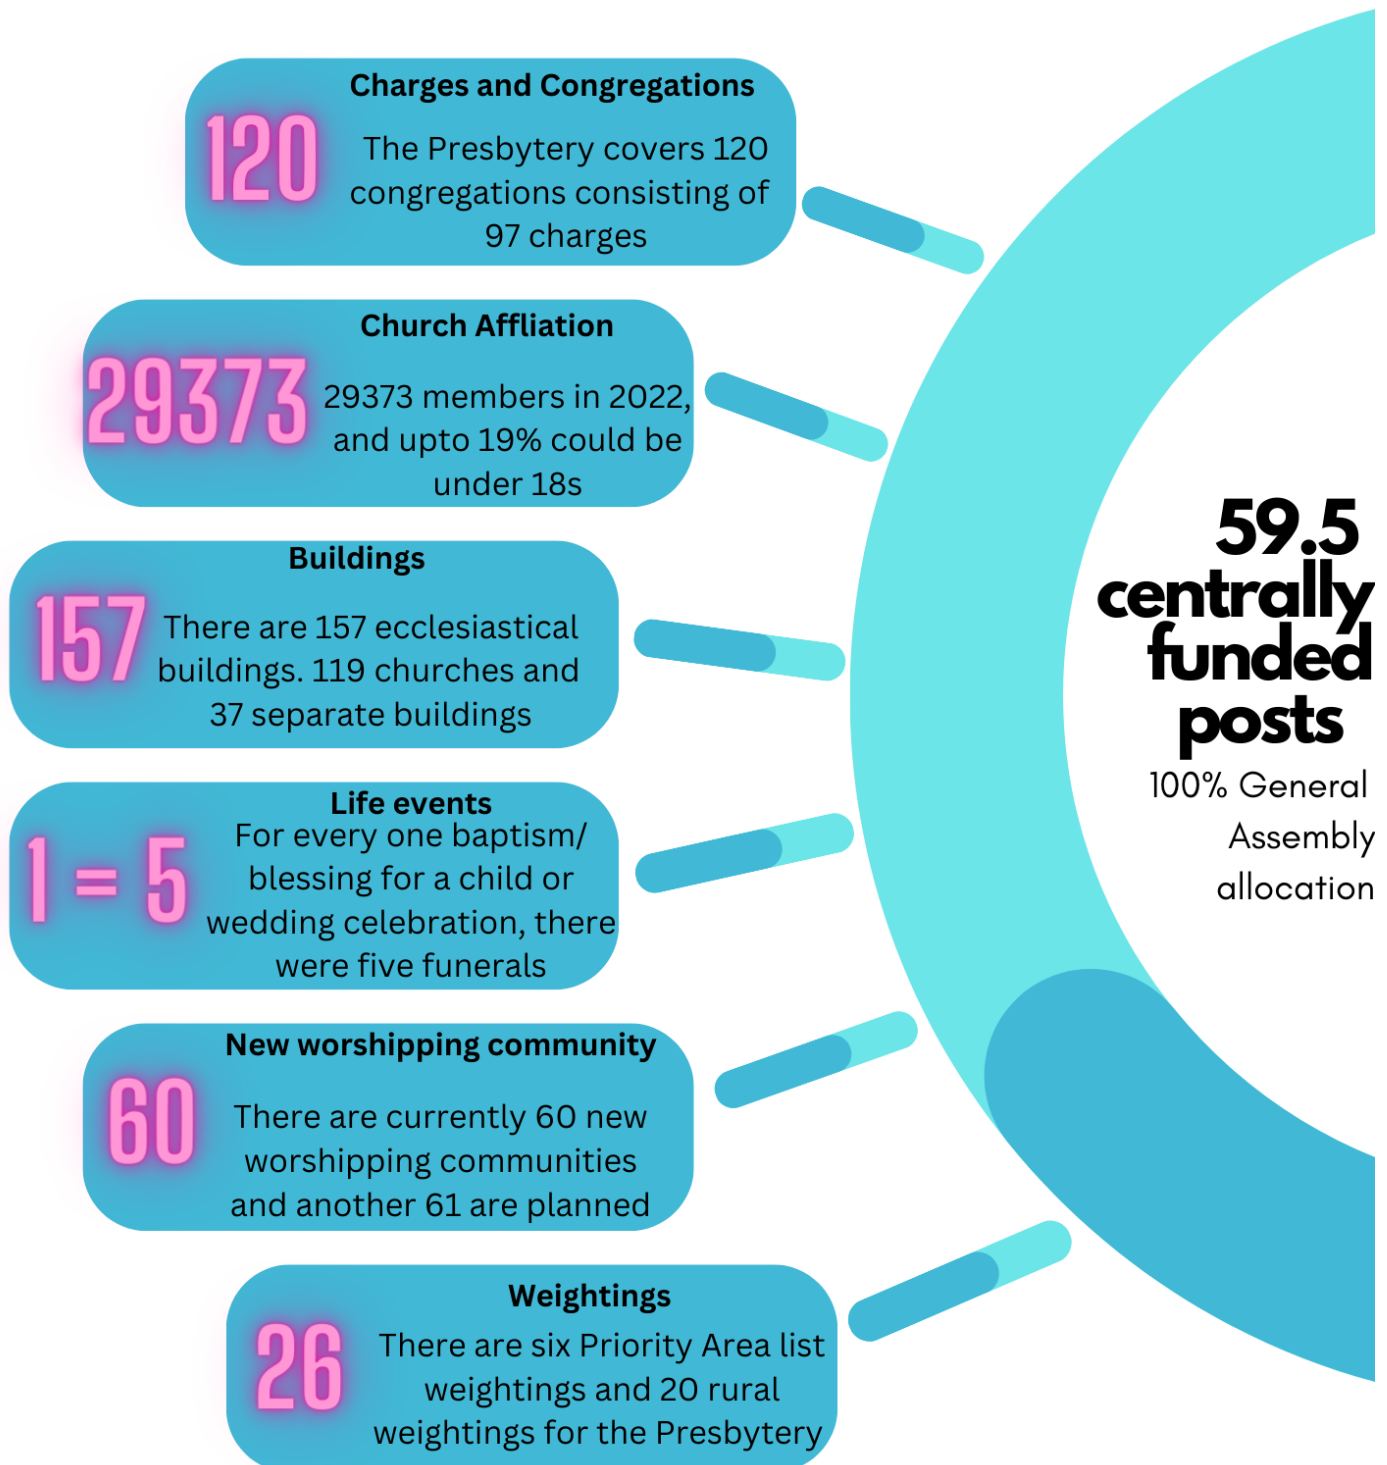 Charges and Congregations
120
The Presbytery covers 120
congregations consisting of
97 charges
Church Affliation
29373
29373 members in 2022,
and upto 19% could be
under 18s
Buildings
157
There are 157 ecclesiastical
buildings. 119 churches and
37 separate buildings
Life events
1 = 5
For every one baptism/
blessing for a child or
wedding celebration, there
were five funerals
New worshipping community
60
There are currently 60 new
worshipping communities
and another 61 are planned
Weightings
26
There are six Priority Area list
weightings and 20 rural
weightings for the Presbytery
59.5
centrally
funded
posts
100% General
Assembly
allocation